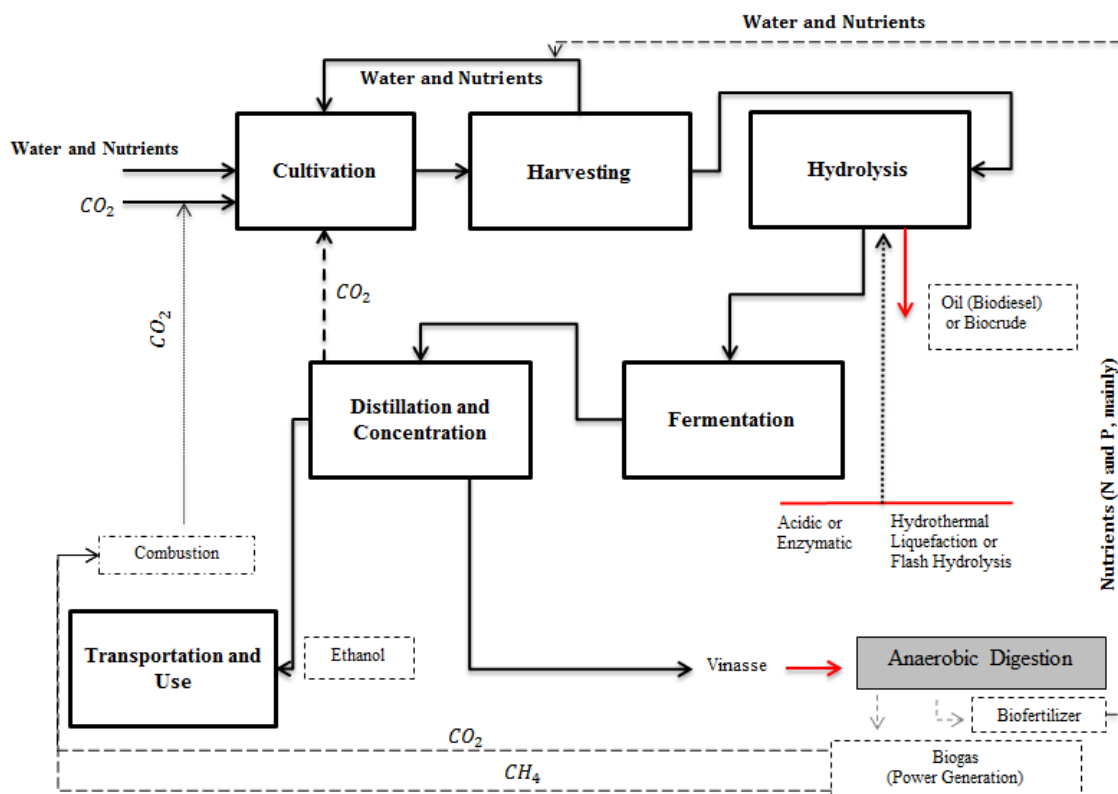 Water and Nutrients
Water and Nutrients
Water and Nutrients
Cultivation
Harvesting
Hydrolysis
CO2
CO2
CO2
Oil (Biodiesel)
or Biocrude
Distillation and
Concentration
Fermentation
Nutrients (N and P, mainly)
Acidic or
Enzymatic
Hydrothermal
Liquefaction or
Flash Hydrolysis
Combustion
Transportation and
Use
Ethanol
Vinasse
Anaerobic Digestion
Biofertilizer
CO2
CH4
Biogas
(Power Generation)